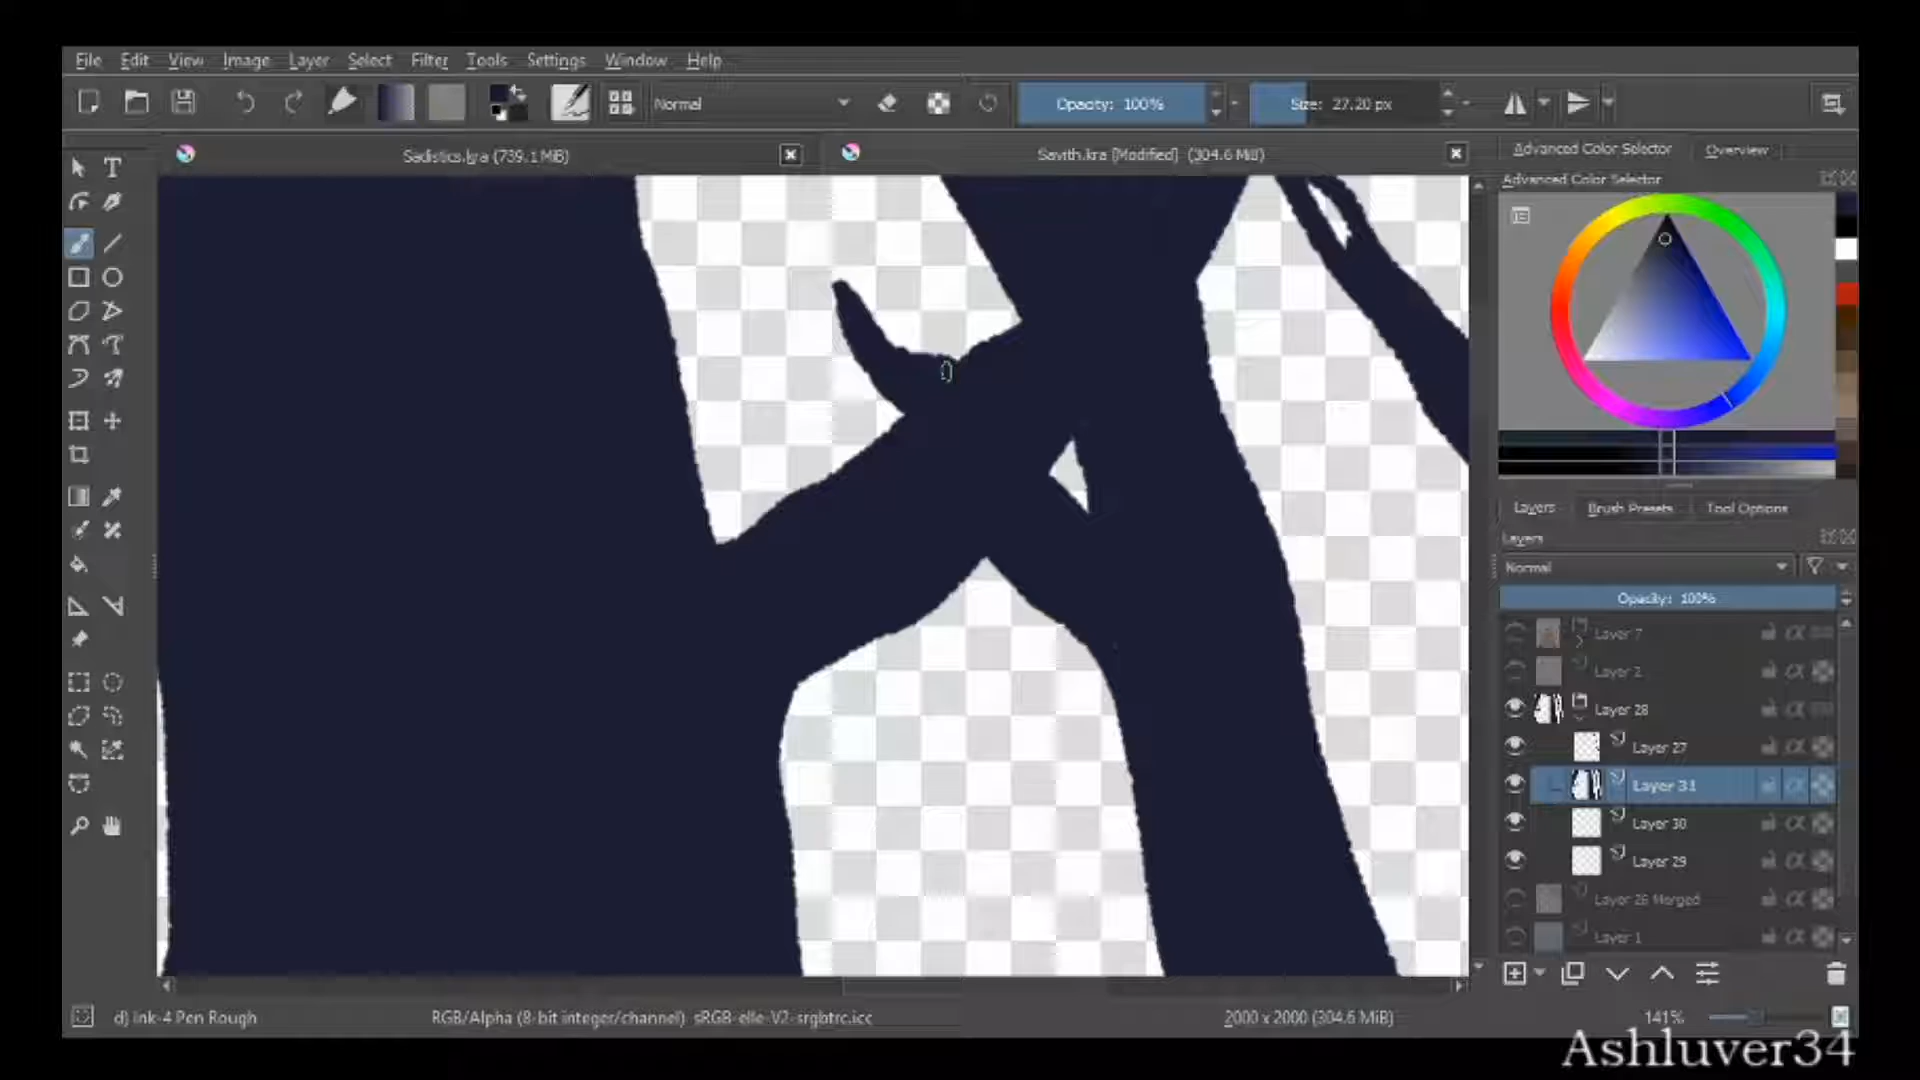 File Edit View Image Layer Select Filter Tools Settings Window Help
Normal Opacity: 100% Size: 27.20 px
Sadistics.kra (739.1 MiB) Savith.kra [Modified] (304.6 MiB)
Advanced Color Selector Overview
Advanced Color Selector
Layers Brush Presets Tool Options
Layers
Normal
Opacity: 100%
Layer 7
Layer 2
Layer 28
Layer 27
Layer 31
Layer 30
Layer 29
Layer 26 Merged
Layer 1
d) Ink-4 Pen Rough RGB/Alpha (8-bit integer/channel) sRGB-elle-V2-srgbtrc.icc 2000 x 2000 (304.6 MiB) 141%
Ashluver34